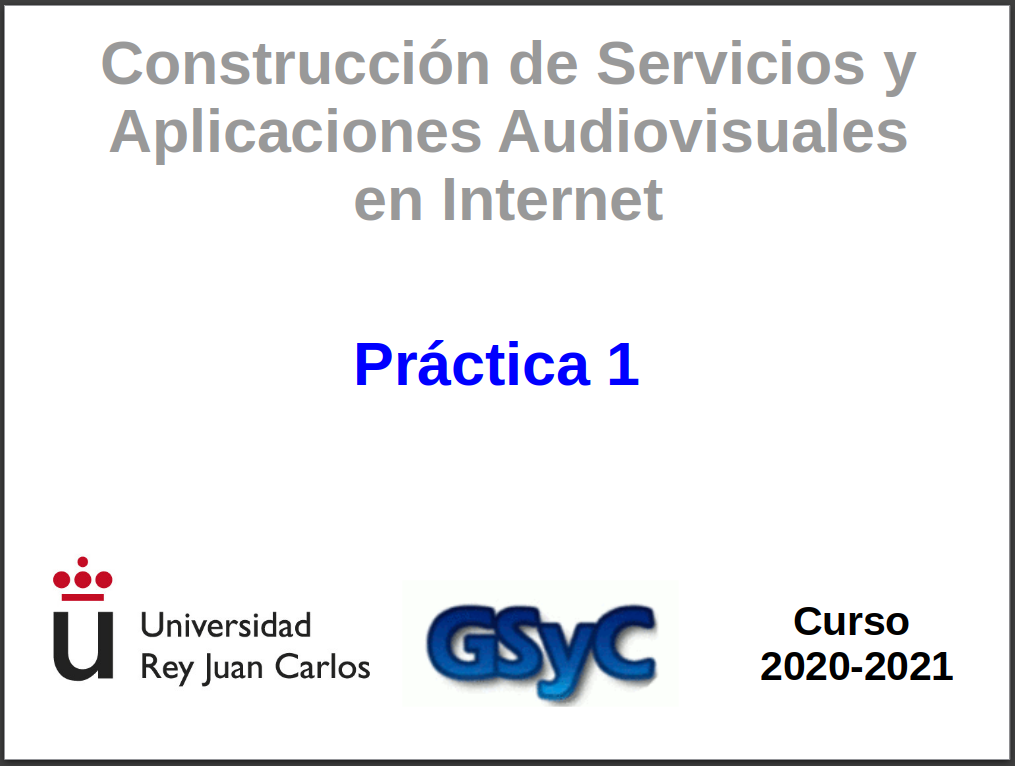 Construcción de Servicios y
Aplicaciones Audiovisuales
en Internet
Práctica 1
Universidad
Rey Juan Carlos
GSyC
Curso
2020-2021